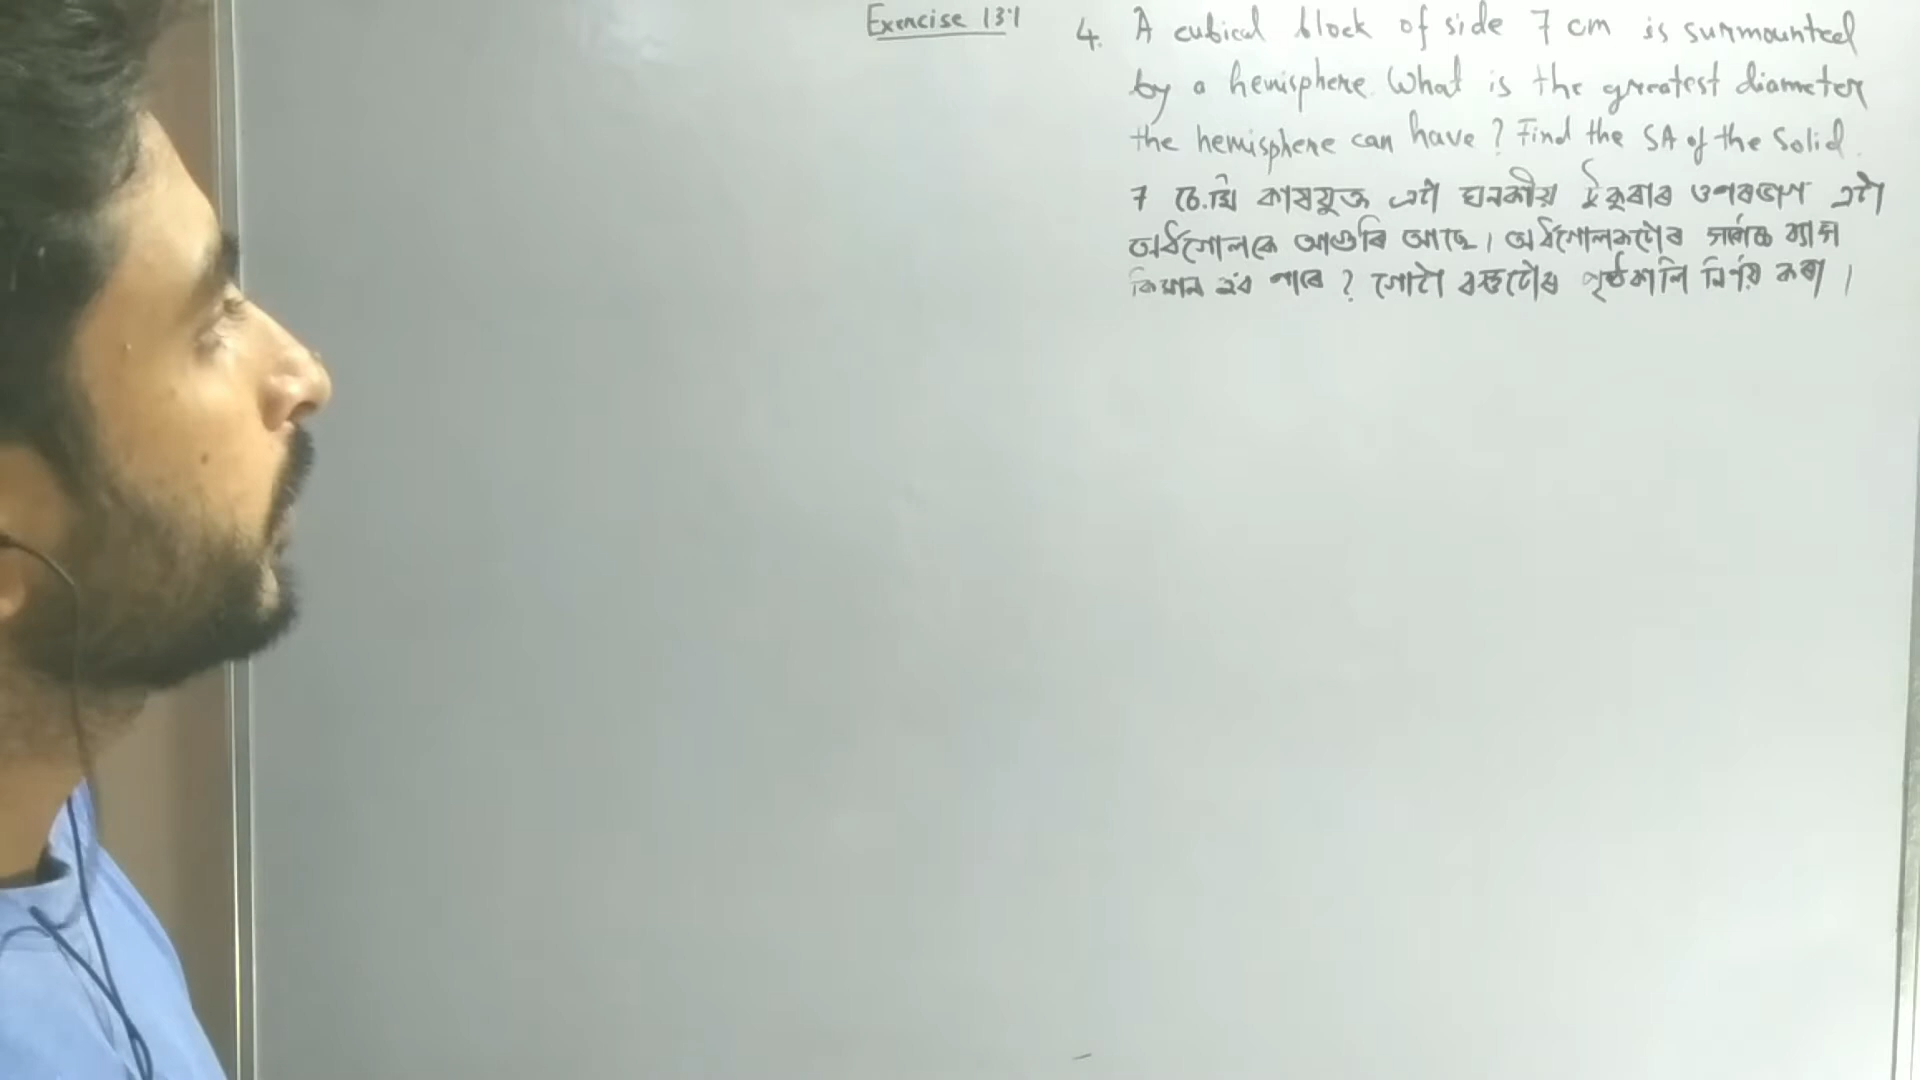 Exercise 13.1
4. A cubical block of side 7 cm is surmounted
by a hemisphere. What is the greatest diameter
the hemisphere can have? Find the SA of the solid.
7 চে.মি কাষযুক্ত এটা ঘনকীয় টুকুৰাৰ ওপৰভাগ এটা
অৰ্ধগোলকে আগুৰি আছে। অৰ্ধগোলকটোৰ সৰ্বোচ্চ ব্যাস
কিমান হব পাৰে? গোটা বস্তুটোৰ পৃষ্ঠকালি নিৰ্ণয় কৰা।